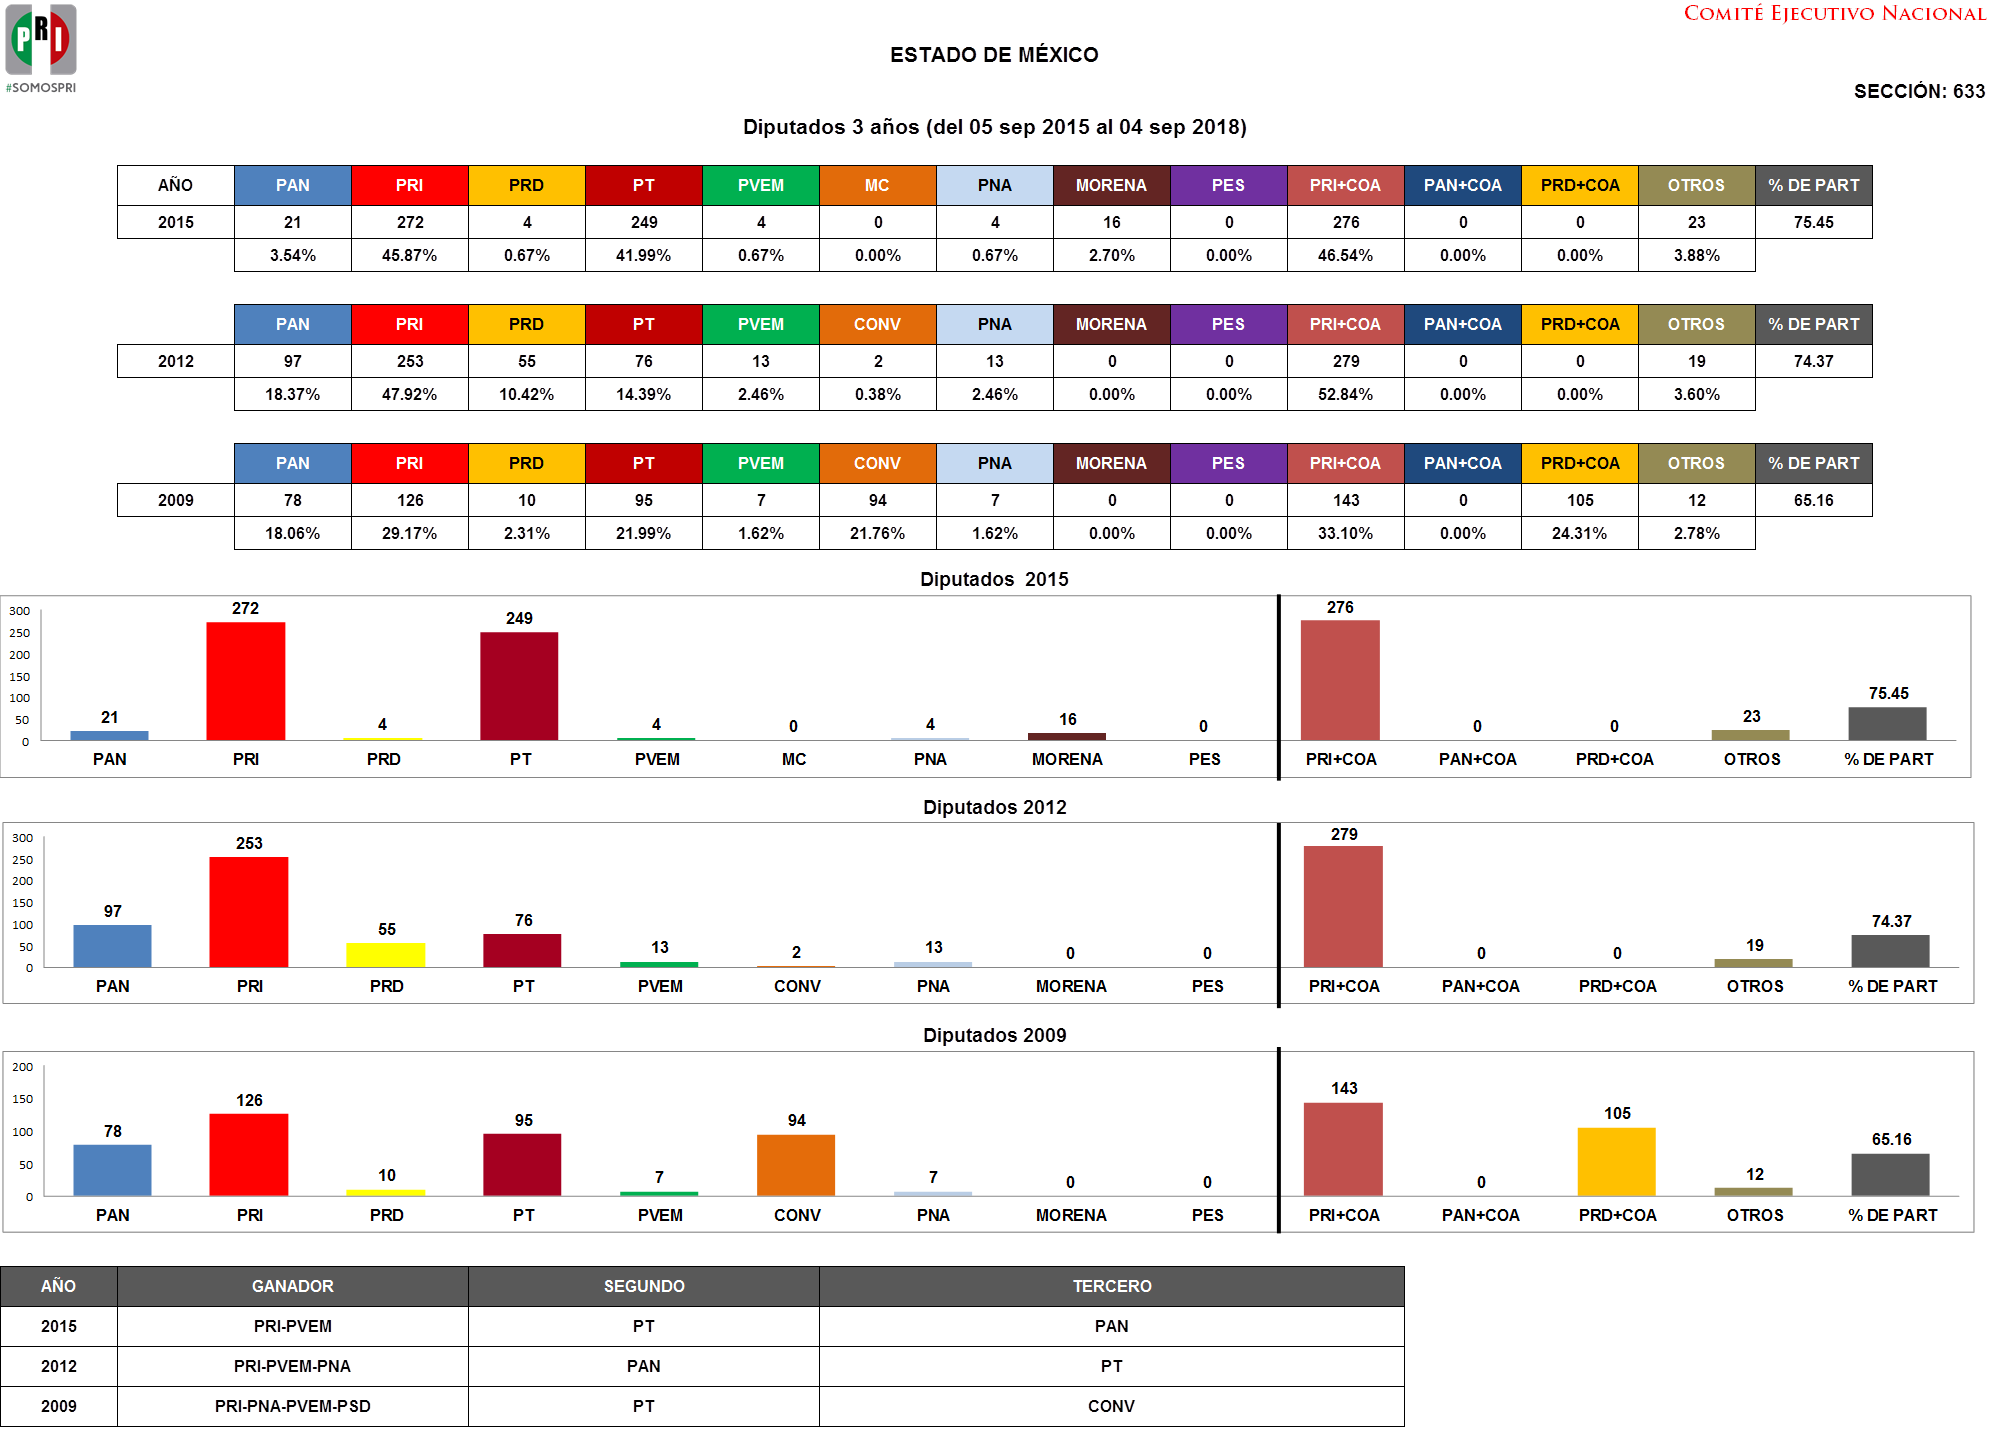 PRI
#SOMOSPRI
COMITÉ EJECUTIVO NACIONAL
ESTADO DE MÉXICO
SECCIÓN: 633
Diputados 3 años (del 05 sep 2015 al 04 sep 2018)
AÑO PAN PRI PRD PT PVEM MC PNA MORENA PES PRI+COA PAN+COA PRD+COA OTROS % DE PART
2015 21 272 4 249 4 0 4 16 0 276 0 0 23 75.45
3.54% 45.87% 0.67% 41.99% 0.67% 0.00% 0.67% 2.70% 0.00% 46.54% 0.00% 0.00% 3.88%
PAN PRI PRD PT PVEM CONV PNA MORENA PES PRI+COA PAN+COA PRD+COA OTROS % DE PART
2012 97 253 55 76 13 2 13 0 0 279 0 0 19 74.37
18.37% 47.92% 10.42% 14.39% 2.46% 0.38% 2.46% 0.00% 0.00% 52.84% 0.00% 0.00% 3.60%
PAN PRI PRD PT PVEM CONV PNA MORENA PES PRI+COA PAN+COA PRD+COA OTROS % DE PART
2009 78 126 10 95 7 94 7 0 0 143 0 105 12 65.16
18.06% 29.17% 2.31% 21.99% 1.62% 21.76% 1.62% 0.00% 0.00% 33.10% 0.00% 24.31% 2.78%
Diputados 2015
300
250
200
150
100
50
0
21 272 4 249 4 0 4 16 0 276 0 0 23 75.45
PAN PRI PRD PT PVEM MC PNA MORENA PES PRI+COA PAN+COA PRD+COA OTROS % DE PART
Diputados 2012
300
250
200
150
100
50
0
97 253 55 76 13 2 13 0 0 279 0 0 19 74.37
PAN PRI PRD PT PVEM CONV PNA MORENA PES PRI+COA PAN+COA PRD+COA OTROS % DE PART
Diputados 2009
200
150
100
50
0
78 126 10 95 7 94 7 0 0 143 0 105 12 65.16
PAN PRI PRD PT PVEM CONV PNA MORENA PES PRI+COA PAN+COA PRD+COA OTROS % DE PART
AÑO GANADOR SEGUNDO TERCERO
2015 PRI-PVEM PT PAN
2012 PRI-PVEM-PNA PAN PT
2009 PRI-PNA-PVEM-PSD PT CONV